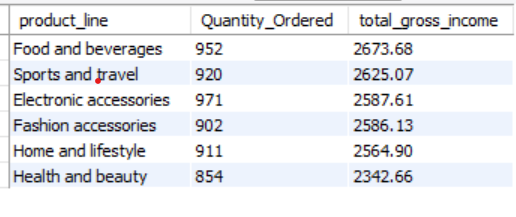 product_line Quantity_Ordered total_gross_income
Food and beverages 952 2673.68
Sports and travel 920 2625.07
Electronic accessories 971 2587.61
Fashion accessories 902 2586.13
Home and lifestyle 911 2564.90
Health and beauty 854 2342.66